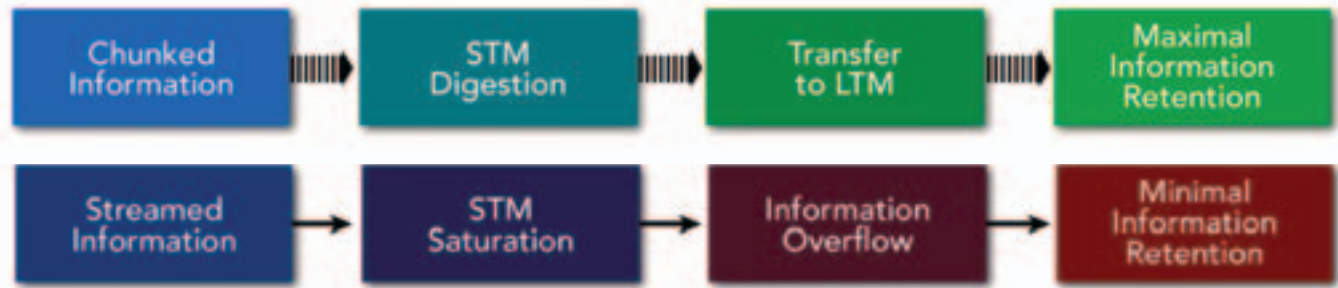 Chunked
Information
STM
Digestion
Transfer
to LTM
Maximal
Information
Retention
Streamed
Information
STM
Saturation
Information
Overflow
Minimal
Information
Retention